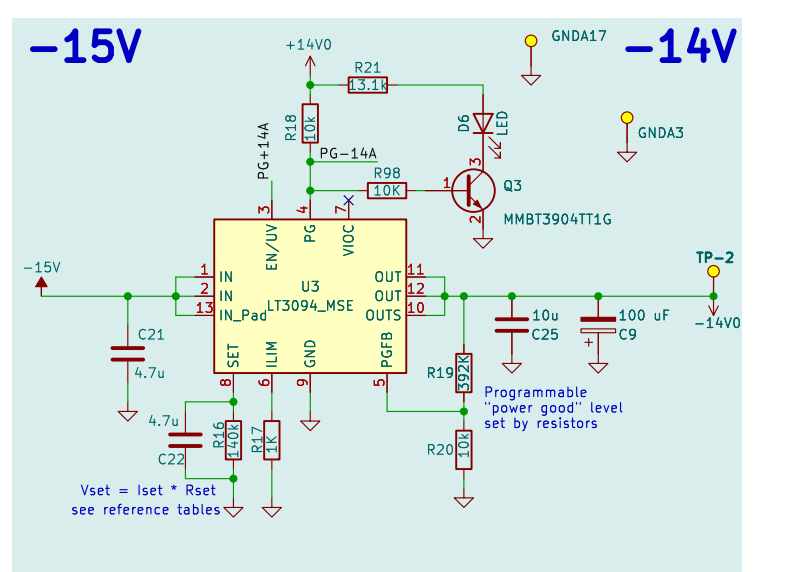 -15V
-14V
GNDA17
+14V0
R21
13.1k
R18
10k
D6
LED
GNDA3
PG+14A
PG-14A
R98
10K
3
1
2
Q3
MMBT3904TT1G
3
4
7
EN/UV
PG
VIOC
-15V
1
IN
2
IN
13
IN_Pad
U3
LT3094_MSE
OUT
11
OUT
12
OUTS
10
TP-2
-14V0
C21
4.7u
SET
ILIM
GND
PGFB
8
6
9
5
10u
C25
100 uF
C9
+
R19
392K
Programmable
"power good" level
set by resistors
4.7u
C22
R16
140k
R17
1K
R20
10k
Vset = Iset * Rset
see reference tables